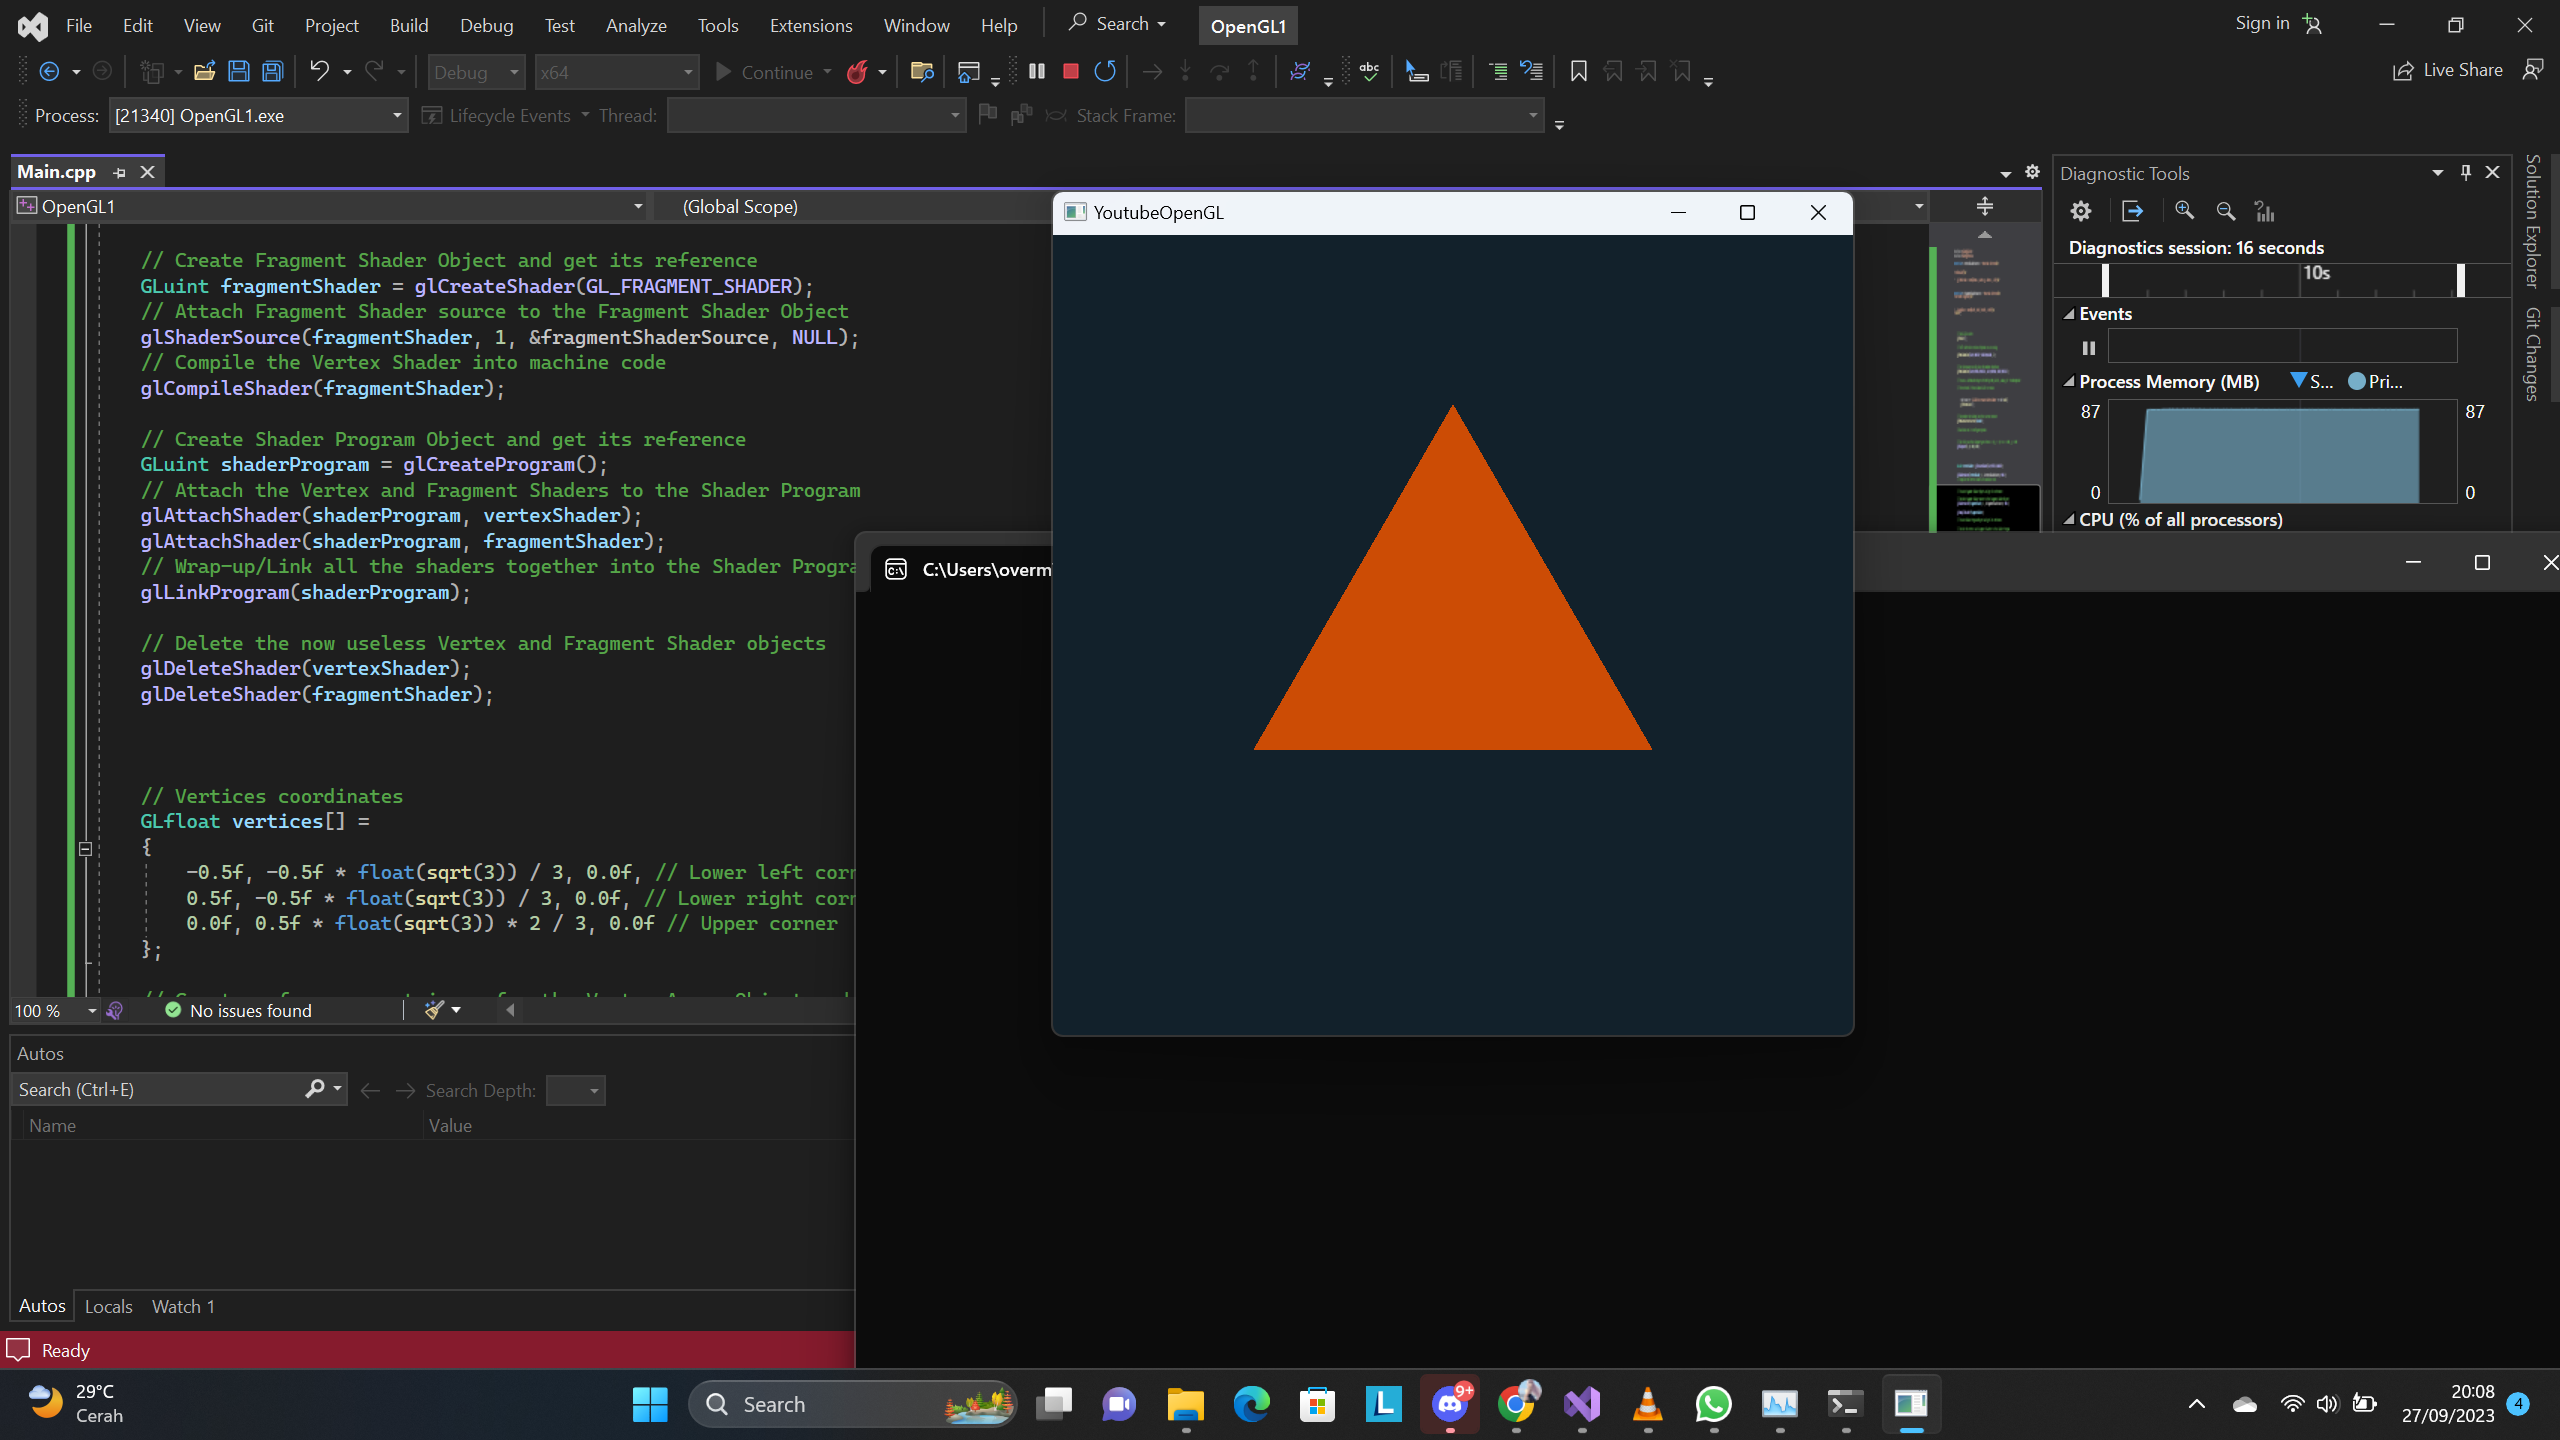 File Edit View Git Project Build Debug Test Analyze Tools Extensions Window Help Search OpenGL1 Sign in
Debug x64 Continue abc Live Share
Process: [21340] OpenGL1.exe Lifecycle Events Thread: Stack Frame:
Main.cpp
OpenGL1 (Global Scope)
// Create Fragment Shader Object and get its reference
GLuint fragmentShader = glCreateShader(GL_FRAGMENT_SHADER);
// Attach Fragment Shader source to the Fragment Shader Object
glShaderSource(fragmentShader, 1, &fragmentShaderSource, NULL);
// Compile the Vertex Shader into machine code
glCompileShader(fragmentShader);
// Create Shader Program Object and get its reference
GLuint shaderProgram = glCreateProgram();
// Attach the Vertex and Fragment Shaders to the Shader Program
glAttachShader(shaderProgram, vertexShader);
glAttachShader(shaderProgram, fragmentShader);
// Wrap-up/Link all the shaders together into the Shader Progra
glLinkProgram(shaderProgram);
// Delete the now useless Vertex and Fragment Shader objects
glDeleteShader(vertexShader);
glDeleteShader(fragmentShader);
// Vertices coordinates
GLfloat vertices[] =
{
-0.5f, -0.5f * float(sqrt(3)) / 3, 0.0f, // Lower left corn
0.5f, -0.5f * float(sqrt(3)) / 3, 0.0f, // Lower right corn
0.0f, 0.5f * float(sqrt(3)) * 2 / 3, 0.0f // Upper corner
};
100 % No issues found
Autos
Search (Ctrl+E) Search Depth:
Name Value
Autos Locals Watch 1
Ready
YoutubeOpenGL
C:\Users\overm
Diagnostic Tools
Diagnostics session: 16 seconds
10s
Events
Process Memory (MB) S... Pri...
87 87
0 0
CPU (% of all processors)
Solution Explorer
Git Changes
29°C
Cerah
Search
9+
20:08
27/09/2023
4